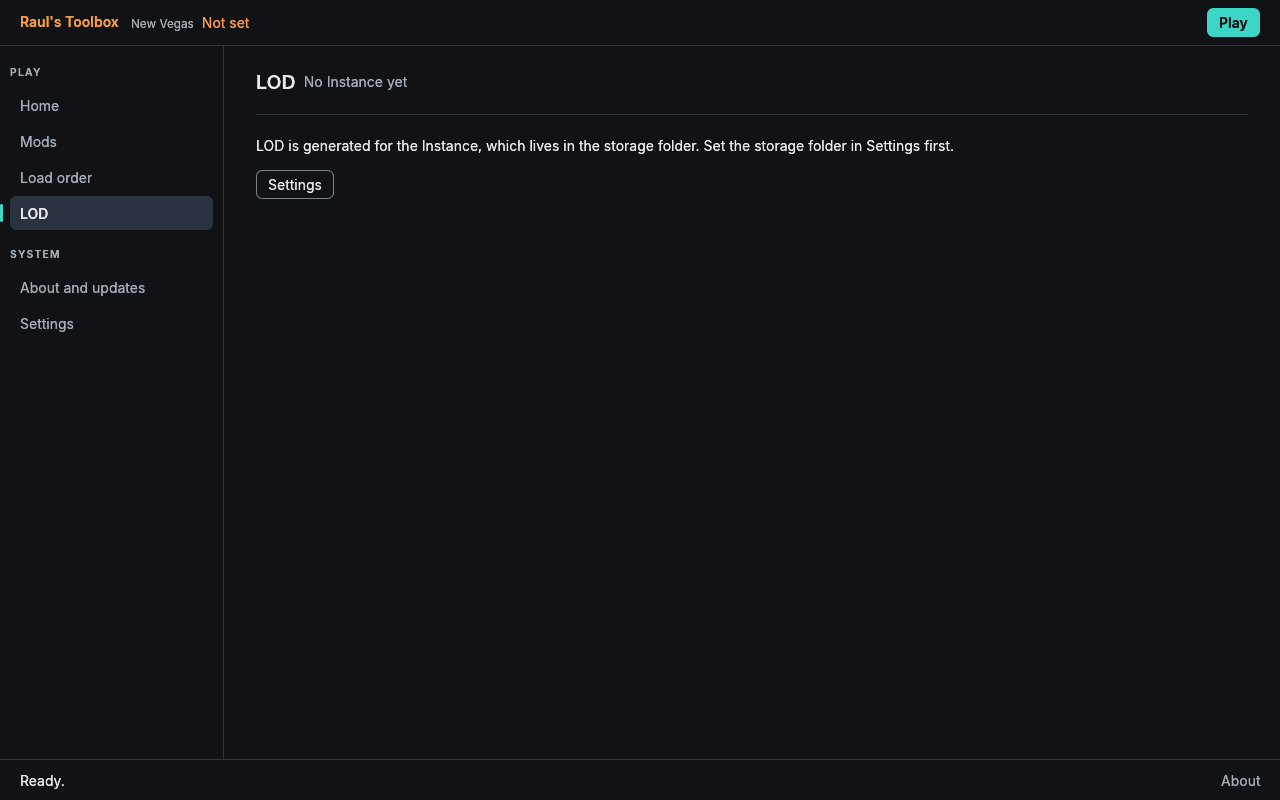 Raul's Toolbox New Vegas Not set Play
PLAY
Home
Mods
Load order
LOD
SYSTEM
About and updates
Settings
LOD No Instance yet
LOD is generated for the Instance, which lives in the storage folder. Set the storage folder in Settings first.
Settings
Ready. About